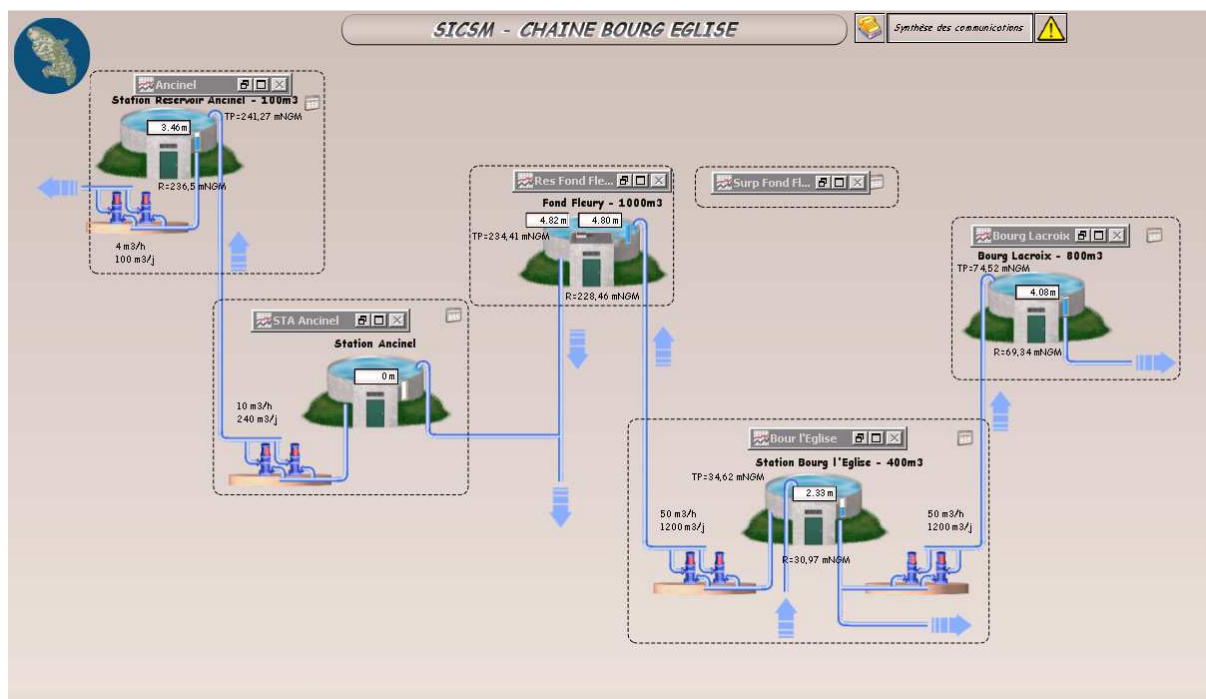 SICSM - CHAINE BOURG EGLISE
Synthèse des communications
Ancinel
Station Reservoir Ancinel - 100m3
TP=241,27 mNGM
3.46m
R=236,5 mNGM
4 m3/h
100 m3/j
STA Ancinel
Station Ancinel
0 m
10 m3/h
240 m3/j
Res Fond Fle...
Fond Fleury - 1000m3
4.82 m
4.80 m
TP=234,41 mNGM
R=228,46 mNGM
Surp Fond Fl...
Bourg Lacroix
Bourg Lacroix - 800m3
TP=74,52 mNGM
4.08m
R=69,34 mNGM
Bour l'Eglise
Station Bourg l'Eglise - 400m3
TP=34,62 mNGM
2.33 m
50 m3/h
1200 m3/j
50 m3/h
1200 m3/j
R=30,97 mNGM